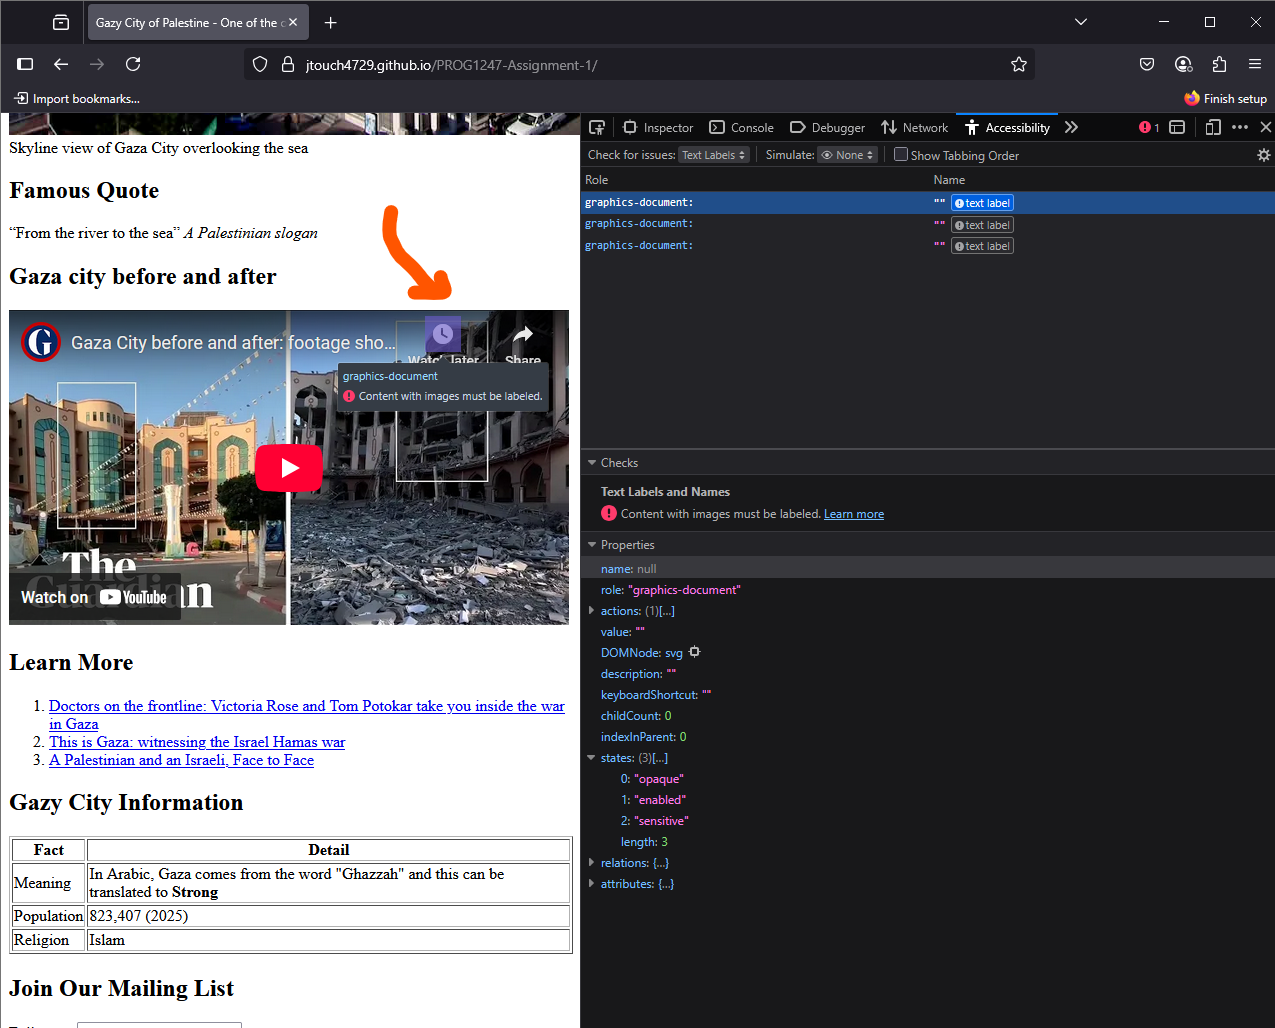 Gazy City of Palestine - One of the
jtouch4729.github.io/PROG1247-Assignment-1/
Import bookmarks...
Finish setup
Skyline view of Gaza City overlooking the sea
Famous Quote
“From the river to the sea” A Palestinian slogan
Gaza city before and after
G
Gaza City before and after: footage sho...
Watch later
Share
graphics-document
Content with images must be labeled.
The
Guardian
Watch on YouTube
Learn More
1. Doctors on the frontline: Victoria Rose and Tom Potokar take you inside the war
in Gaza
2. This is Gaza: witnessing the Israel Hamas war
3. A Palestinian and an Israeli, Face to Face
Gazy City Information
Fact Detail
Meaning In Arabic, Gaza comes from the word "Ghazzah" and this can be
translated to Strong
Population 823,407 (2025)
Religion Islam
Join Our Mailing List
Inspector Console Debugger Network Accessibility 1
Check for issues: Text Labels Simulate: None Show Tabbing Order
Role Name
graphics-document: "" text label
graphics-document: "" text label
graphics-document: "" text label
Checks
Text Labels and Names
Content with images must be labeled. Learn more
Properties
name: null
role: "graphics-document"
actions: (1)[...]
value: ""
DOMNode: svg
description: ""
keyboardShortcut: ""
childCount: 0
indexInParent: 0
states: (3)[...]
0: "opaque"
1: "enabled"
2: "sensitive"
length: 3
relations: {...}
attributes: {...}